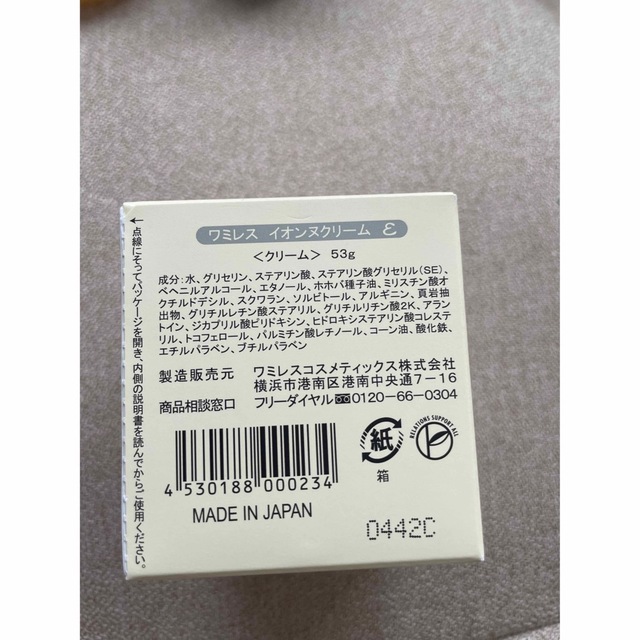 ワミレス イオンヌクリーム ε
＜クリーム＞ 53g
成分：水、グリセリン、ステアリン酸、ステアリン酸グリセリル（SE）、
ベヘニルアルコール、エタノール、ホホバ種子油、ミリスチン酸オ
クチルドデシル、スクワラン、ソルビトール、アルギニン、頁岩抽
出物、グリチルレチン酸ステアリル、グリチルリチン酸2K、アラン
トイン、ジカプリル酸ピリドキシン、ヒドロキシステアリン酸コレステ
リル、トコフェロール、パルミチン酸レチノール、コーン油、酸化鉄、
エチルパラベン、ブチルパラベン
製造販売元 ワミレスコスメティックス株式会社
横浜市港南区港南中央通7－16
商品相談窓口 フリーダイヤル 0120－66－0304
4 530188 000234
MADE IN JAPAN
紙
箱
RELATIONS SUPPORT ALL
0442C
←点線にそってパッケージを開き、内側の説明書を読んでからご使用ください。